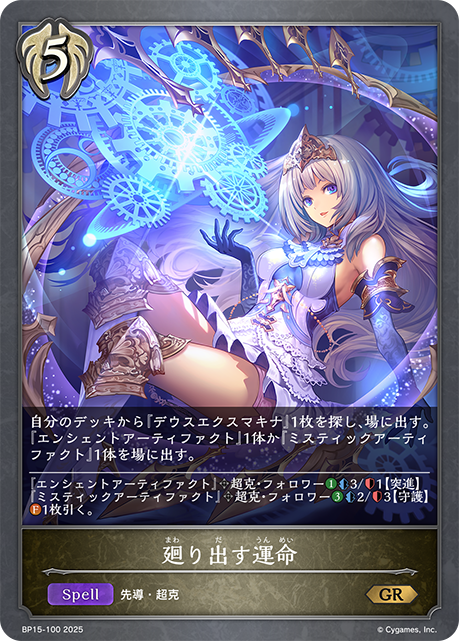 5
自分のデッキから『デウスエクスマキナ』1枚を探し、場に出す。
『エンシェントアーティファクト』1体か『ミスティックアーティ
ファクト』1体を場に出す。
『エンシェントアーティファクト』超克・フォロワー1 3/1【突進】
『ミスティックアーティファクト』超克・フォロワー3 2/3【守護】
F 1枚引く。
まわ だ うんめい
廻り出す運命
Spell 先導・超克 GR
BP15-100 2025 © Cygames, Inc.